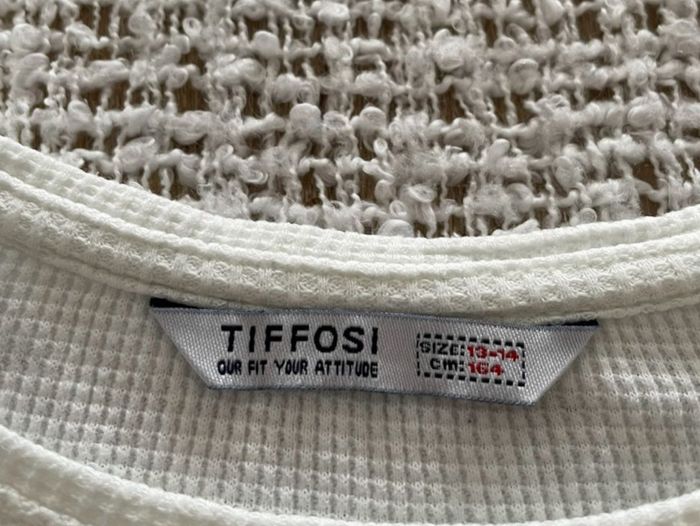 TIFFOSI
OUR FIT YOUR ATTITUDE
SIZE: 13-14
cm: 164